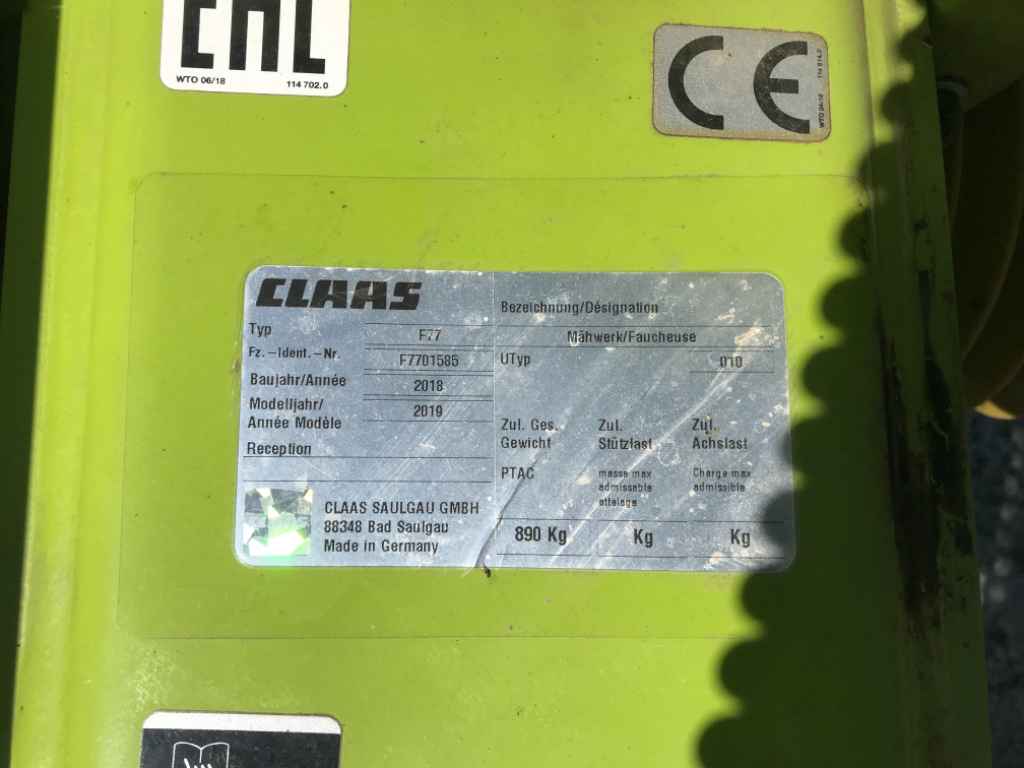 EAC
WTO 06/18 114 702.0
CE
WTO 04/18 114 614.0
CLAAS
Typ F77
Fz.-Ident.-Nr. F7701585
Baujahr/Année 2018
Modelljahr/
Année Modèle 2019
Reception
CLAAS SAULGAU GMBH
88348 Bad Saulgau
Made in Germany
Bezeichnung/Désignation
Mähwerk/Faucheuse
UTyp 010
Zul. Ges. Gewicht
PTAC
890 Kg
Zul. Stützlast
masse max
admissable
attelage
Kg
Zul. Achslast
Charge max
admissible
Kg